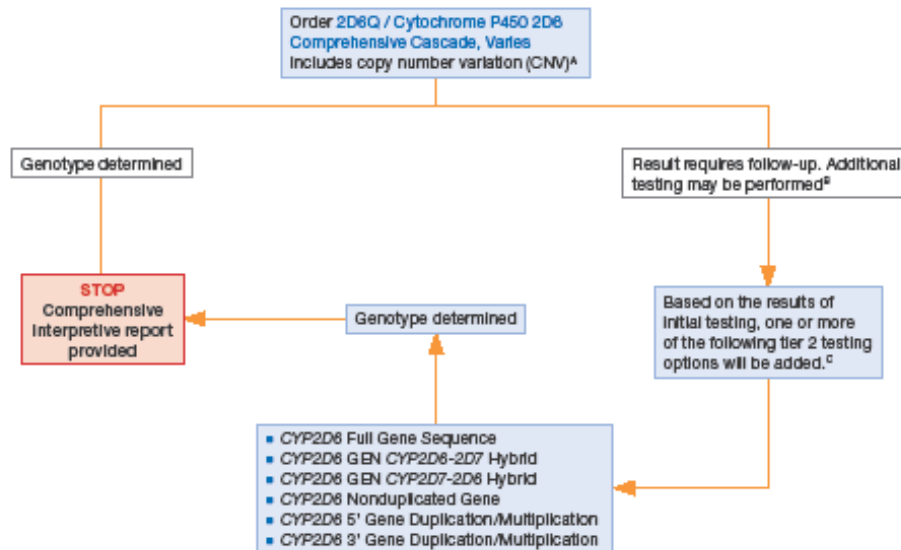 Order 2D6Q / Cytochrome P450 2D6
Comprehensive Cascade, Varies
Includes copy number variation (CNV)ᴬ
Genotype determined
Result requires follow-up. Additional
testing may be performedᴮ
STOP
Comprehensive
interpretive report
provided
Genotype determined
Based on the results of
initial testing, one or more
of the following tier 2 testing
options will be added.ᶜ
▪ CYP2D6 Full Gene Sequence
▪ CYP2D6 GEN CYP2D6-2D7 Hybrid
▪ CYP2D6 GEN CYP2D7-2D6 Hybrid
▪ CYP2D6 Nonduplicated Gene
▪ CYP2D6 5' Gene Duplication/Multiplication
▪ CYP2D6 3' Gene Duplication/Multiplication